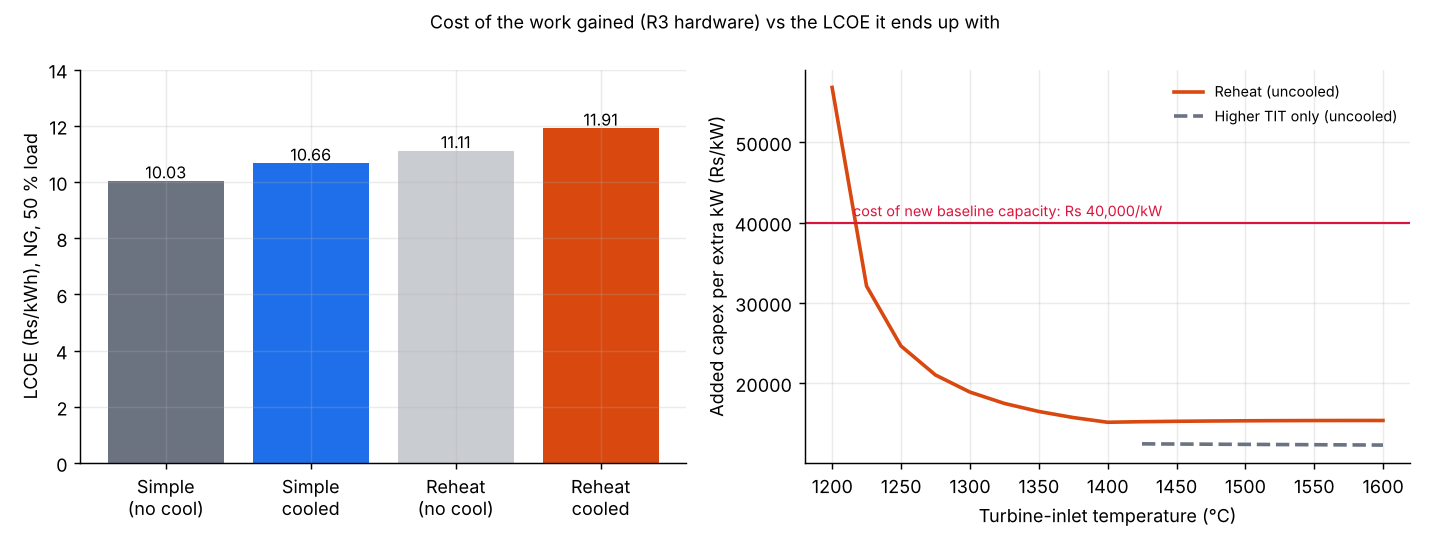 Cost of the work gained (R3 hardware) vs the LCOE it ends up with
LCOE (Rs/kWh), NG, 50 % load
14
12
10
8
6
4
2
0
10.03
10.66
11.11
11.91
Simple
(no cool)
Simple
cooled
Reheat
(no cool)
Reheat
cooled
Added capex per extra kW (Rs/kW)
50000
40000
30000
20000
Reheat (uncooled)
Higher TIT only (uncooled)
cost of new baseline capacity: Rs 40,000/kW
1200
1250
1300
1350
1400
1450
1500
1550
1600
Turbine-inlet temperature (°C)